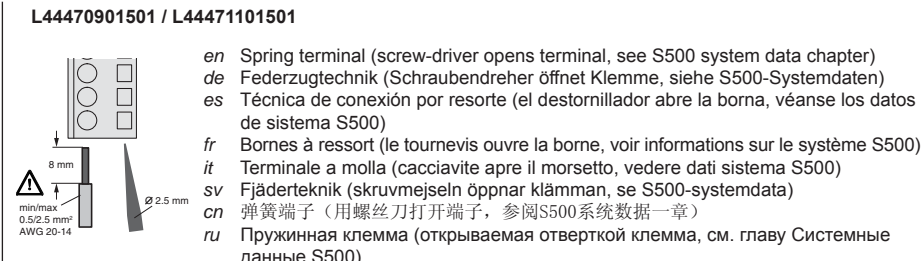 L44470901501 / L44471101501
en Spring terminal (screw-driver opens terminal, see S500 system data chapter)
de Federzugtechnik (Schraubendreher öffnet Klemme, siehe S500-Systemdaten)
es Técnica de conexión por resorte (el destornillador abre la borna, véanse los datos
de sistema S500)
fr Bornes à ressort (le tournevis ouvre la borne, voir informations sur le système S500)
it Terminale a molla (cacciavite apre il morsetto, vedere dati sistema S500)
sv Fjäderteknik (skruvmejseln öppnar klämman, se S500-systemdata)
cn 弹簧端子（用螺丝刀打开端子，参阅S500系统数据一章）
ru Пружинная клемма (открываемая отверткой клемма, см. главу Системные
данные S500)
8 mm
min/max
0.5/2.5 mm²
AWG 20-14
Ø 2.5 mm